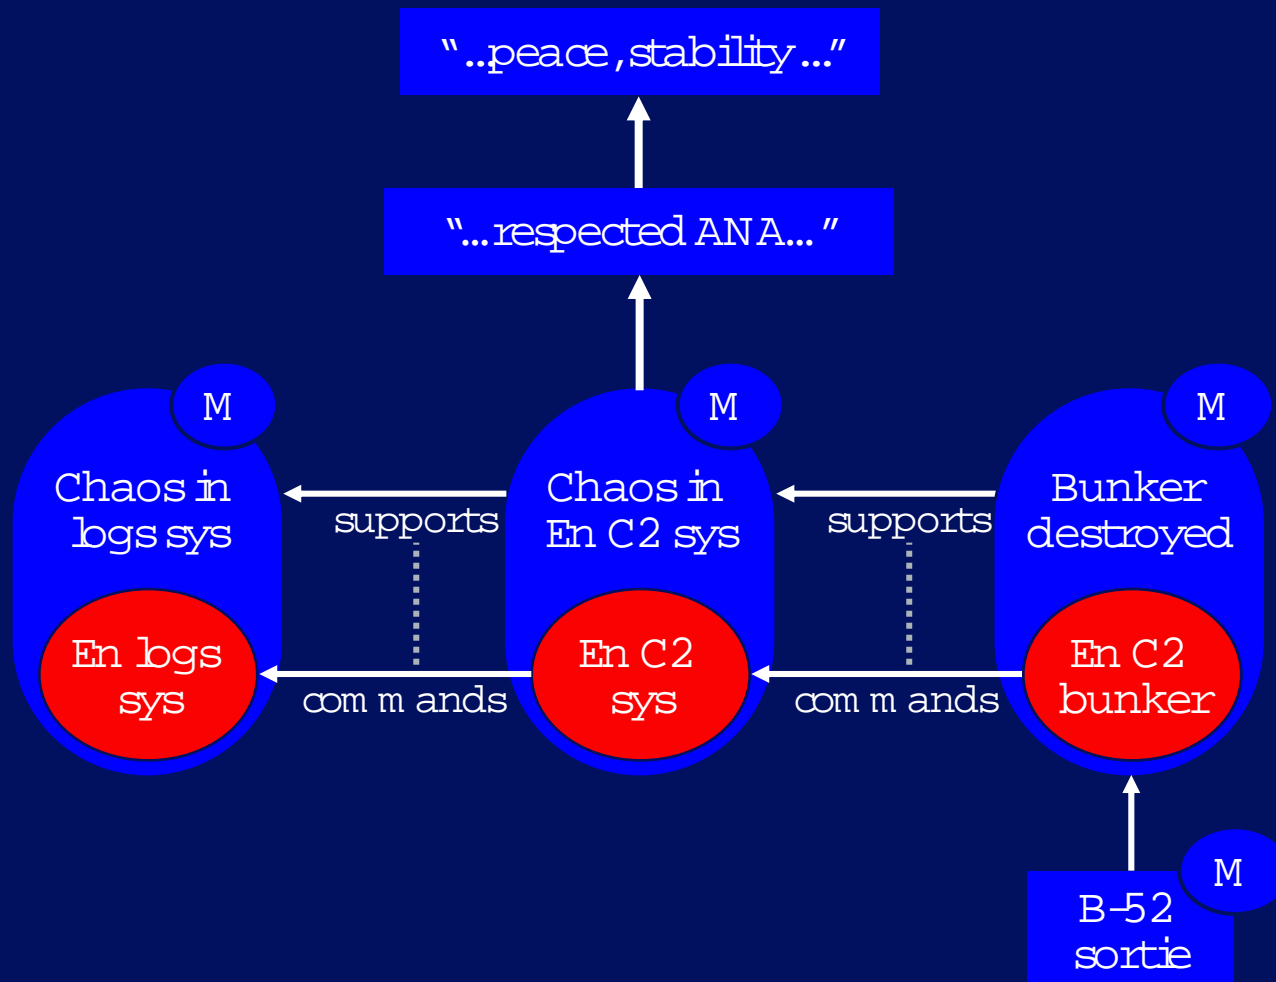 “...peace, stability ...”
“... respected ANA... ”
M
M
M
Chaos in
logs sys
Chaos in
En C2 sys
Bunker
destroyed
supports
supports
En logs
sys
En C2
sys
En C2
bunker
commands
commands
M
B-52
sortie